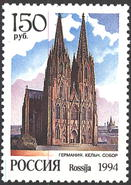 150
РУБ.
ГЕРМАНИЯ. КЕЛЬН. СОБОР
РОССИЯ Rossija 1994